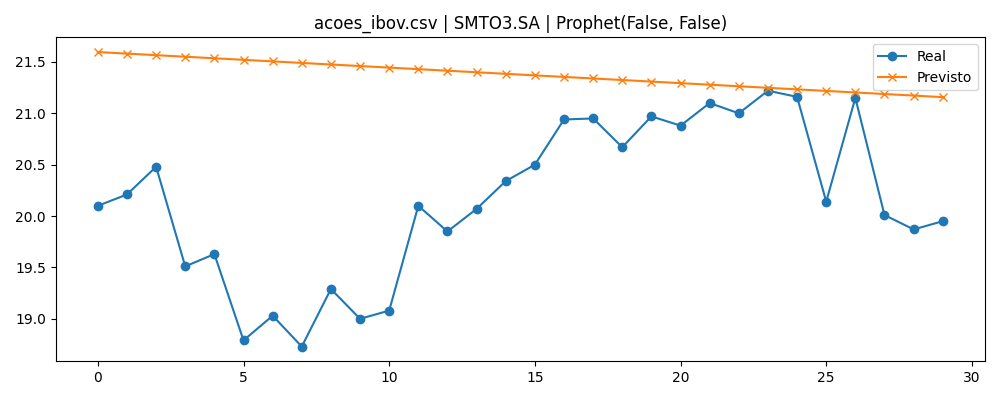 acoes_ibov.csv | SMTO3.SA | Prophet(False, False)
Real
Previsto
21.5
21.0
20.5
20.0
19.5
19.0
0 5 10 15 20 25 30